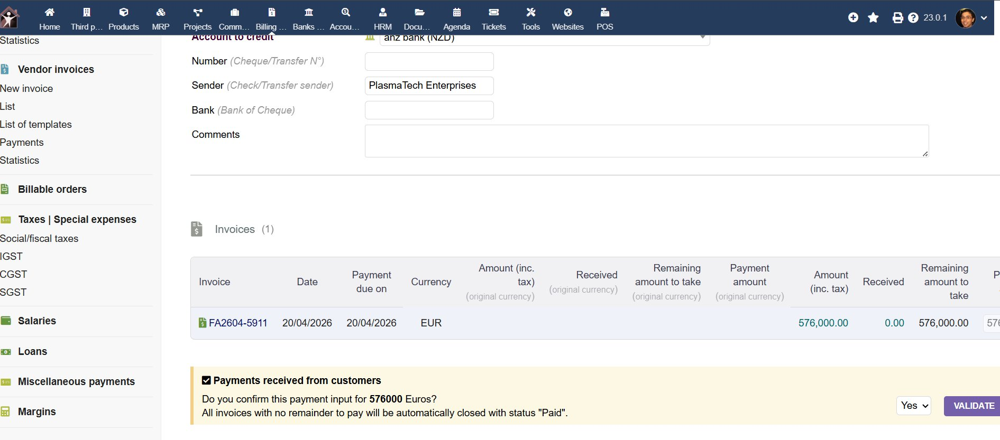 Home Third p... Products MRP Projects Comm... Billing ... Banks ... Accou... HRM Docu... Agenda Tickets Tools Websites POS 23.0.1
Statistics
Vendor invoices
New invoice
List
List of templates
Payments
Statistics
Billable orders
Taxes | Special expenses
Social/fiscal taxes
IGST
CGST
SGST
Salaries
Loans
Miscellaneous payments
Margins
Account to credit anz bank (NZD)
Number (Cheque/Transfer N°)
Sender (Check/Transfer sender) PlasmaTech Enterprises
Bank (Bank of Cheque)
Comments
Invoices (1)
Invoice Date Payment due on Currency Amount (inc. tax) (original currency) Received (original currency) Remaining amount to take (original currency) Payment amount (original currency) Amount (inc. tax) Received Remaining amount to take P
FA2604-5911 20/04/2026 20/04/2026 EUR 576,000.00 0.00 576,000.00 576
Payments received from customers
Do you confirm this payment input for 576000 Euros?
All invoices with no remainder to pay will be automatically closed with status "Paid".
Yes VALIDATE